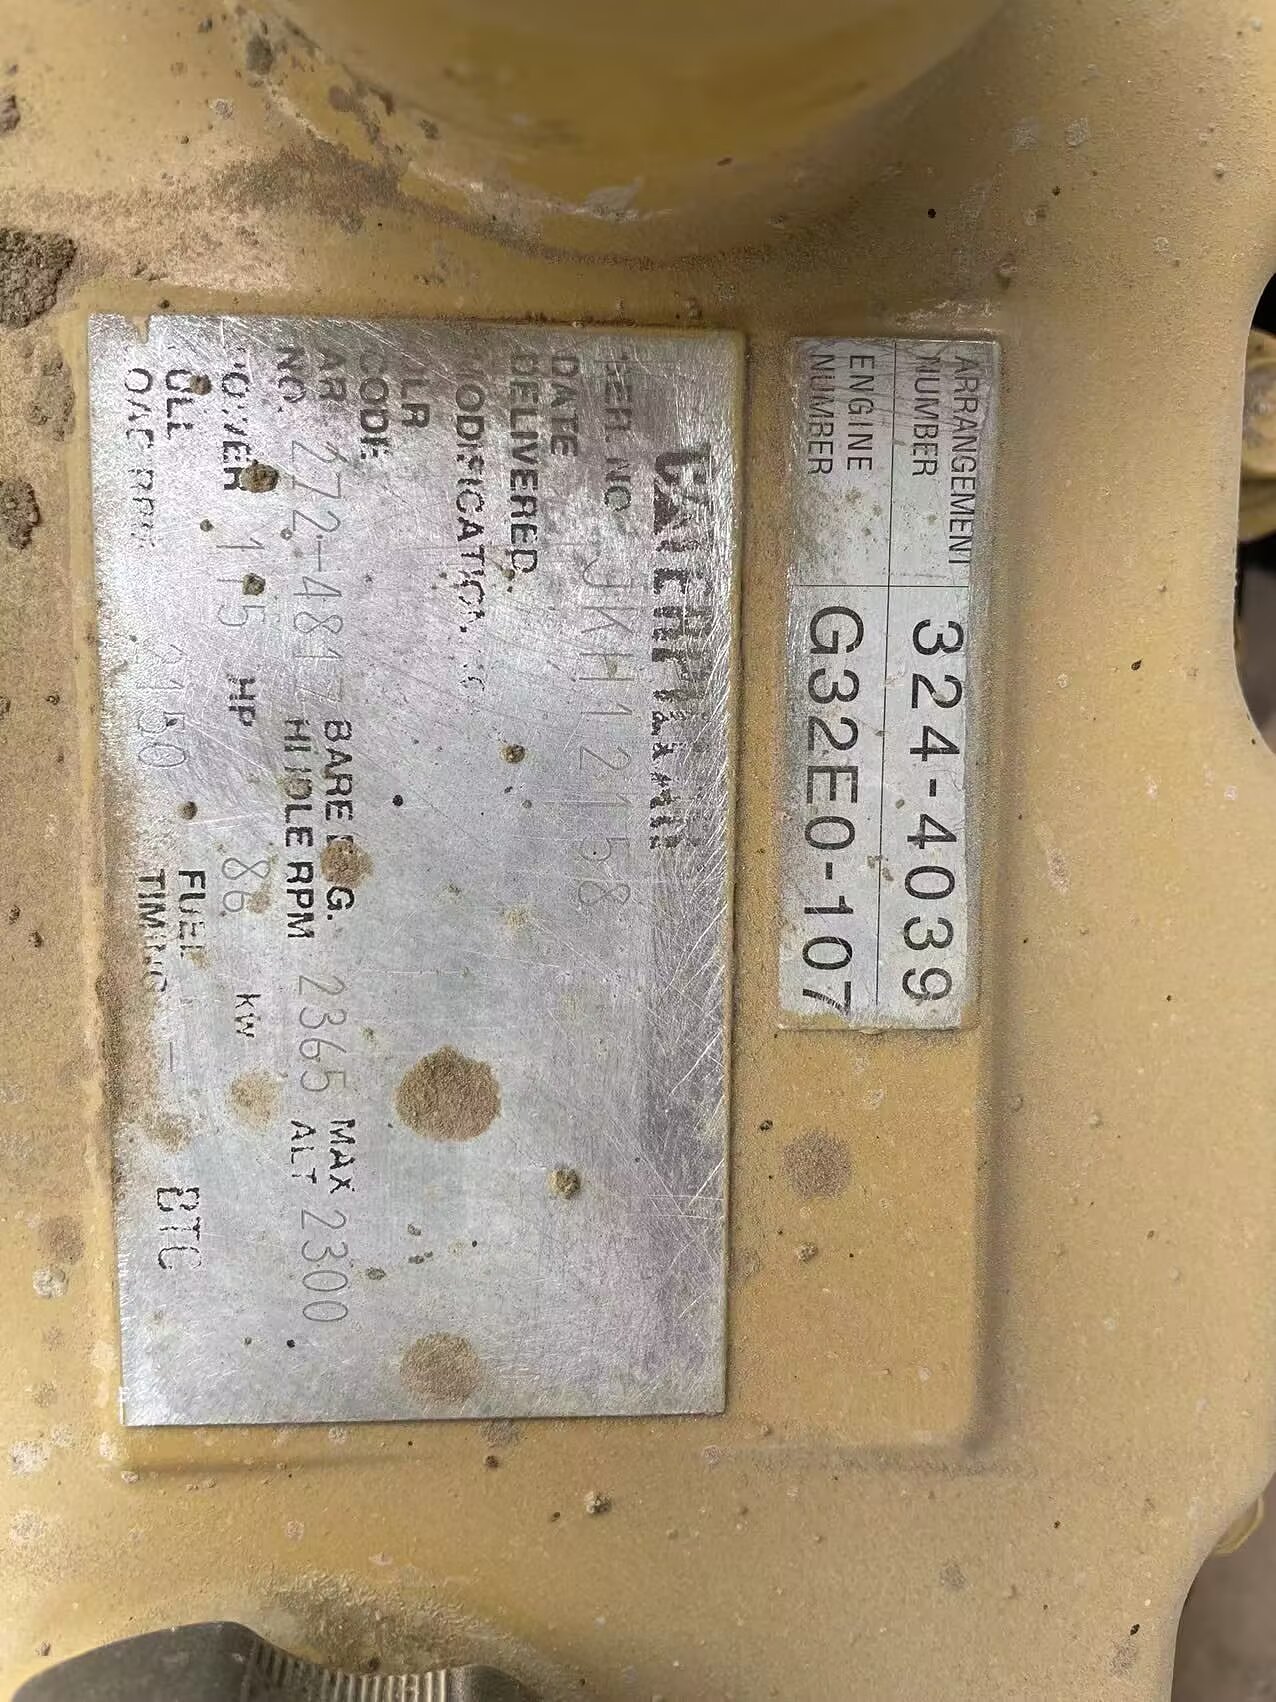 ARRANGEMENT NUMBER 324-4039
ENGINE NUMBER G32E0-107
CATERPILLAR
SER. NO. JKH12158
DATE
DELIVERED
MODIFICATION
DLR
CODE
AR
NO. 272-4817 BARE ENG. HI IDLE RPM 2365 MAX ALT 2300
POWER 115 HP 86 kW
FULL
LOAD RPM 2150 FUEL TIMING - BTC